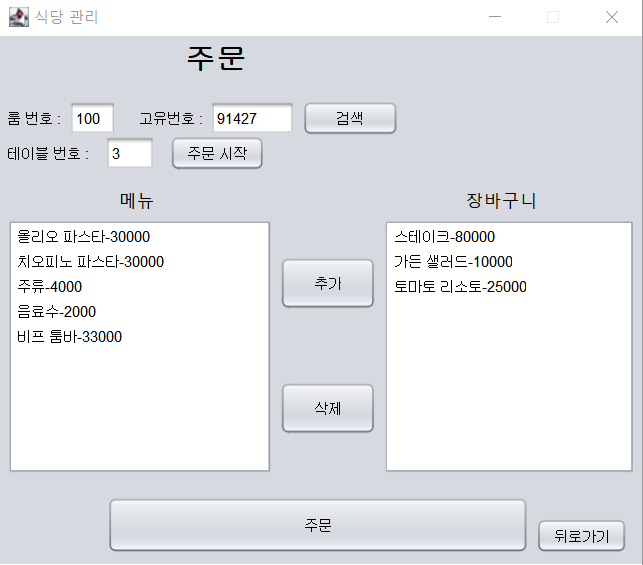 식당 관리
주문
룸 번호 : 100 고유번호 : 91427 검색
테이블 번호 : 3 주문 시작
메뉴 장바구니
올리오 파스타-30000
치오피노 파스타-30000
주류-4000
음료수-2000
비프 툼바-33000
추가
삭제
스테이크-80000
가든 샐러드-10000
토마토 리소토-25000
주문
뒤로가기